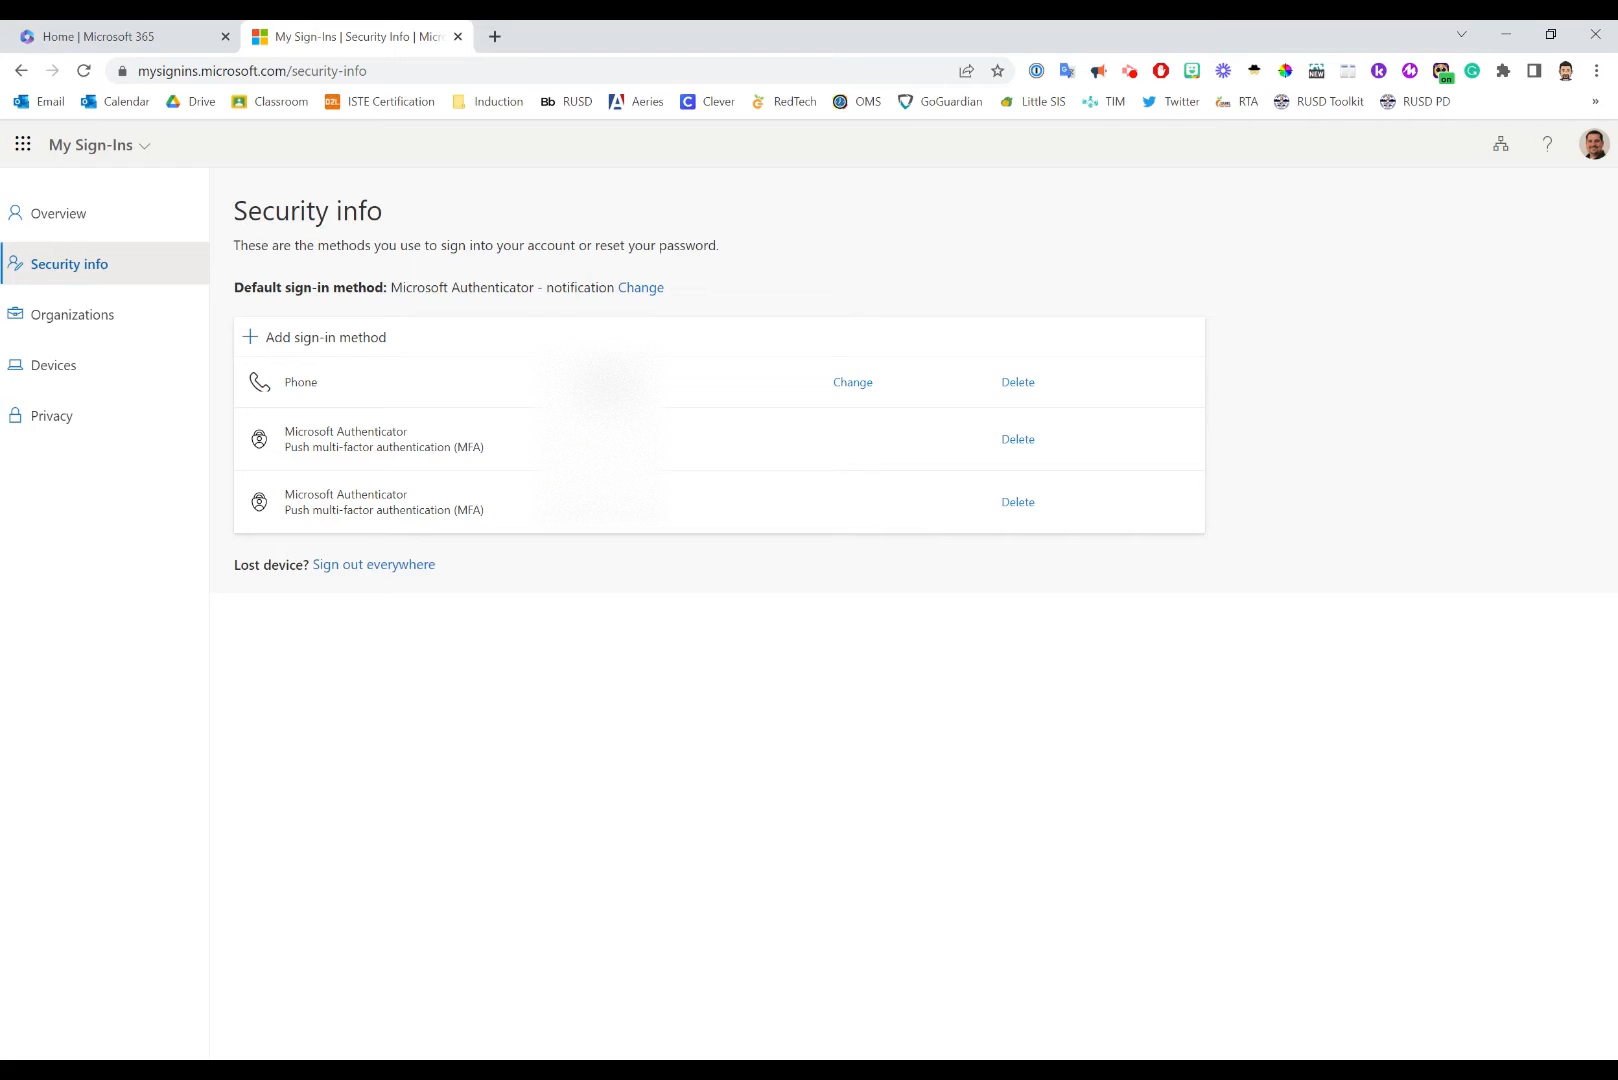 Home | Microsoft 365
My Sign-Ins | Security Info | Micr
mysignins.microsoft.com/security-info
NEW
on
Email Calendar Drive Classroom D2L ISTE Certification Induction Bb RUSD Aeries Clever RedTech OMS GoGuardian Little SIS TIM Twitter RTA RUSD Toolkit RUSD PD »
My Sign-Ins
Overview
Security info
Organizations
Devices
Privacy
Security info
These are the methods you use to sign into your account or reset your password.
Default sign-in method: Microsoft Authenticator - notification Change
Add sign-in method
Phone Change Delete
Microsoft Authenticator
Push multi-factor authentication (MFA) Delete
Microsoft Authenticator
Push multi-factor authentication (MFA) Delete
Lost device? Sign out everywhere